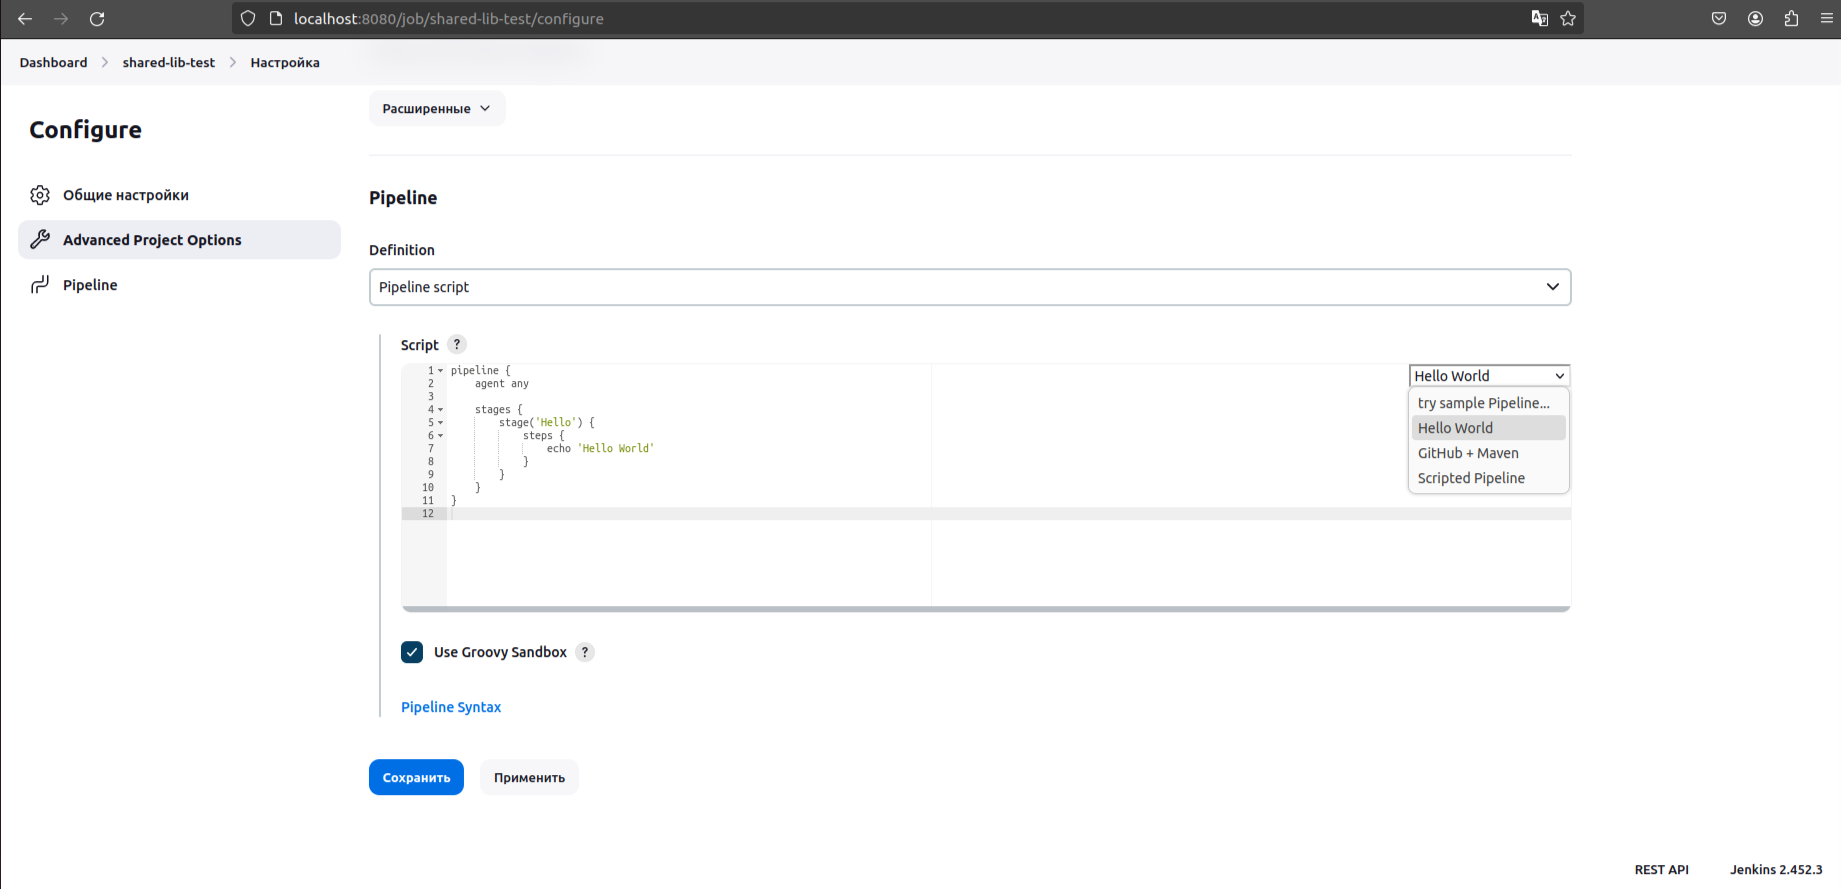 localhost:8080/job/shared-lib-test/configure
Dashboard > shared-lib-test > Настройка
Configure
Общие настройки
Advanced Project Options
Pipeline
Расширенные
Pipeline
Definition
Pipeline script
Script ?
1 pipeline {
2     agent any
3
4     stages {
5         stage('Hello') {
6             steps {
7                 echo 'Hello World'
8             }
9         }
10     }
11 }
12
Hello World
try sample Pipeline...
Hello World
GitHub + Maven
Scripted Pipeline
Use Groovy Sandbox ?
Pipeline Syntax
Сохранить
Применить
REST API
Jenkins 2.452.3